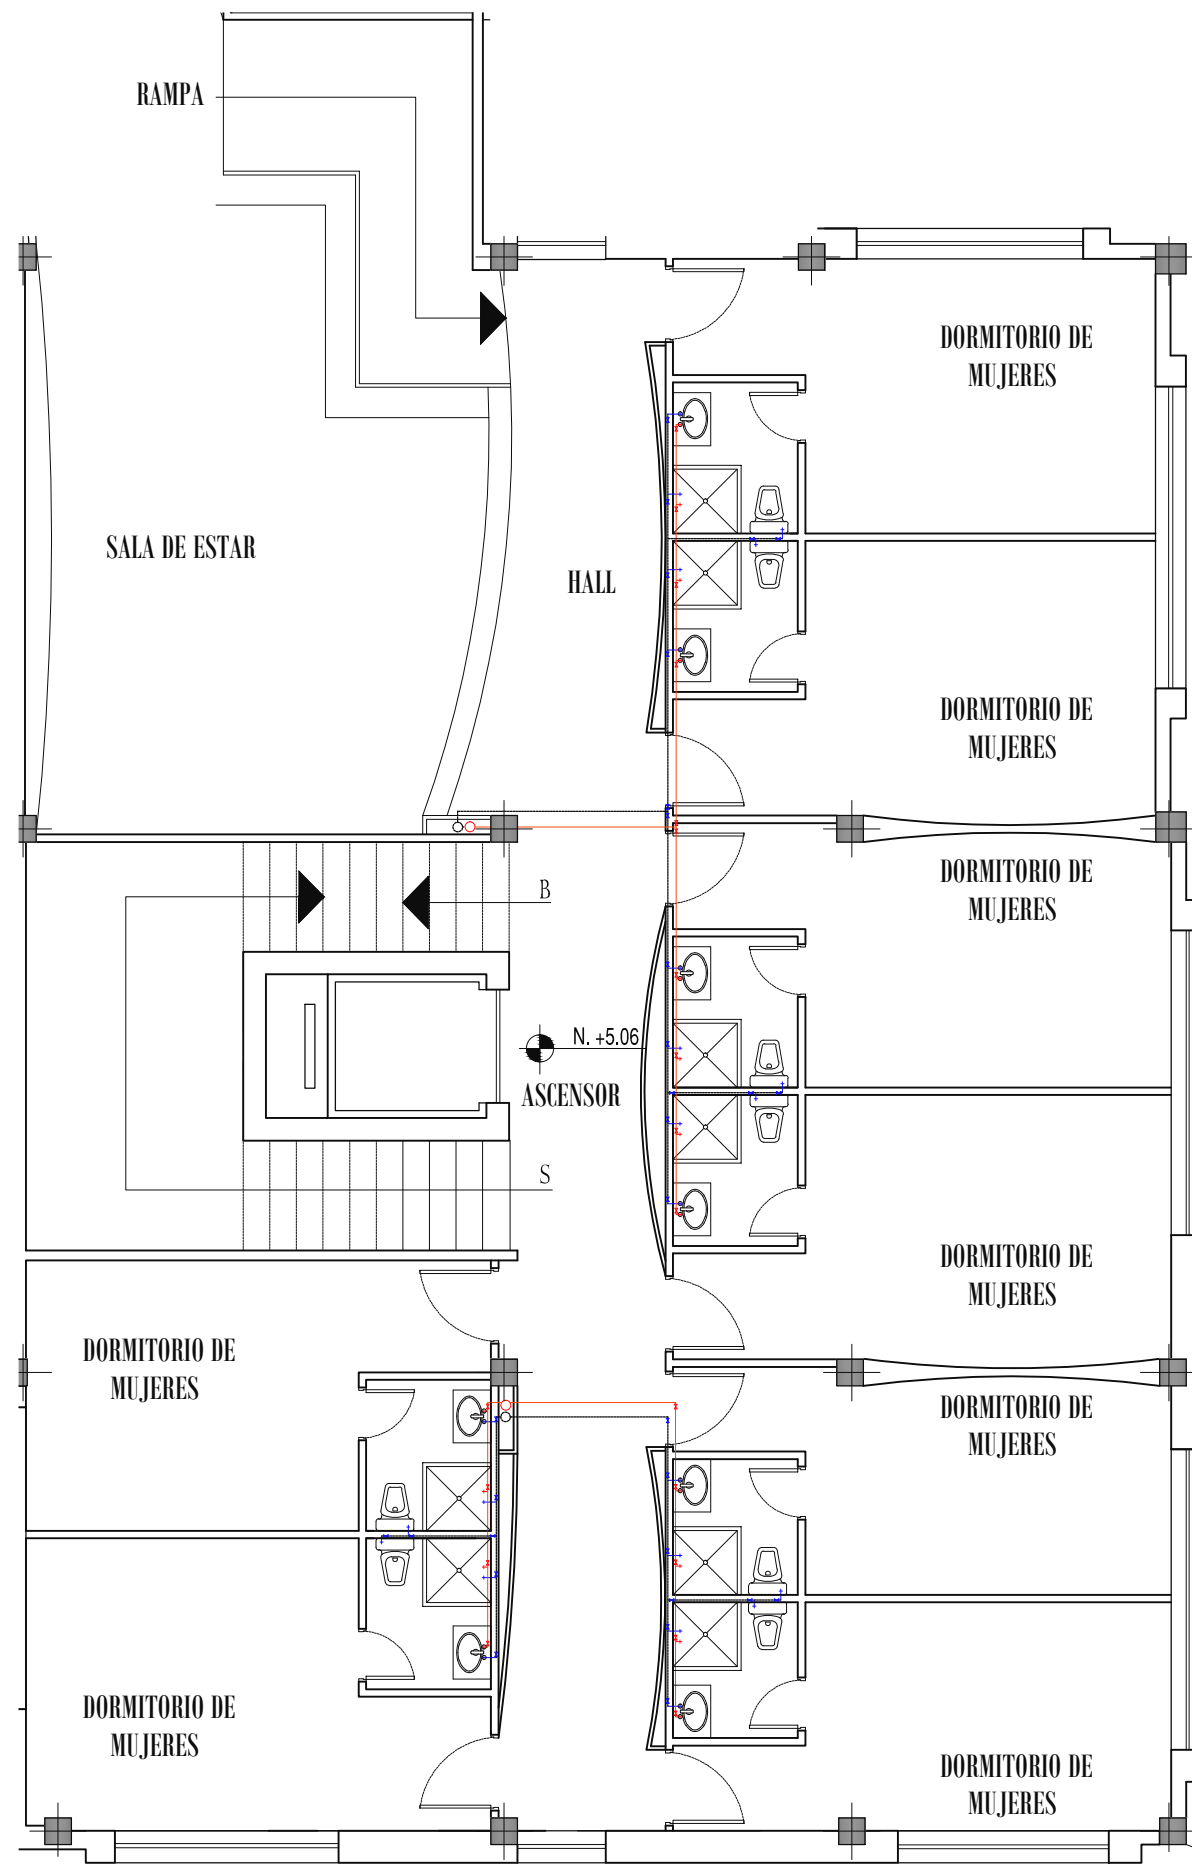 RAMPA
DORMITORIO DE
MUJERES
SALA DE ESTAR
HALL
DORMITORIO DE
MUJERES
DORMITORIO DE
MUJERES
B
N. +5.06
ASCENSOR
S
DORMITORIO DE
MUJERES
DORMITORIO DE
MUJERES
DORMITORIO DE
MUJERES
DORMITORIO DE
MUJERES
DORMITORIO DE
MUJERES